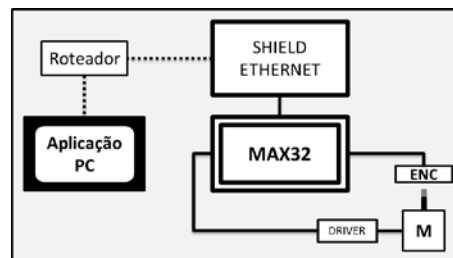 SHIELD
ETHERNET
Roteador
Aplicação
PC
MAX32
ENC
DRIVER
M